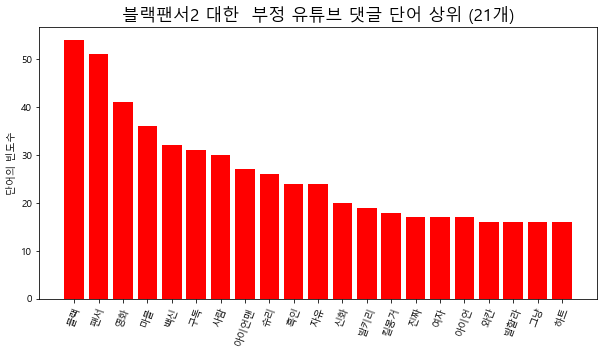 블랙팬서2 대한  부정 유튜브 댓글 단어 상위 (21개)
단어의 빈도수
50
40
30
20
10
0
블랙
팬서
영화
마블
백신
구독
사람
아이언맨
슈리
흑인
자유
신화
발키리
킬몽거
진짜
여자
아이언
와칸
발할라
그냥
하트